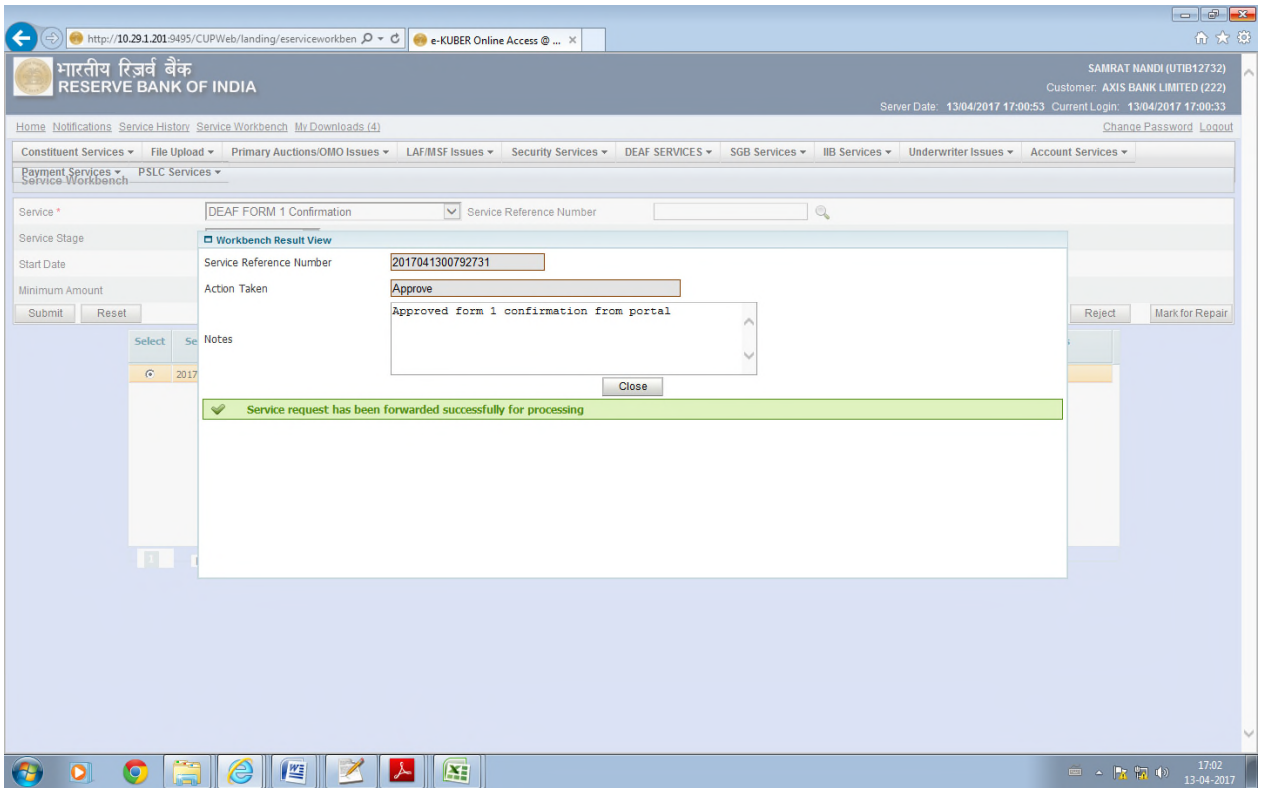 http://10.29.1.201:9495/CUPWeb/landing/eserviceworkben
e-KUBER Online Access @ ...
भारतीय रिज़र्व बैंक
RESERVE BANK OF INDIA
SAMRAT NANDI (UTIB12732)
Customer: AXIS BANK LIMITED (222)
Server Date: 13/04/2017 17:00:53 Current Login: 13/04/2017 17:00:33
Home Notifications Service History Service Workbench My Downloads (4) Change Password Logout
Constituent Services File Upload Primary Auctions/OMO Issues LAF/MSF Issues Security Services DEAF SERVICES SGB Services IIB Services Underwriter Issues Account Services
Payment Services PSLC Services
Service Workbench
Service * DEAF FORM 1 Confirmation Service Reference Number
Service Stage
Workbench Result View
Start Date
Service Reference Number 2017041300792731
Minimum Amount
Action Taken Approve
Submit Reset Reject Mark for Repair
Notes Approved form 1 confirmation from portal
Select Se
2017
Close
Service request has been forwarded successfully for processing
1
17:02
13-04-2017